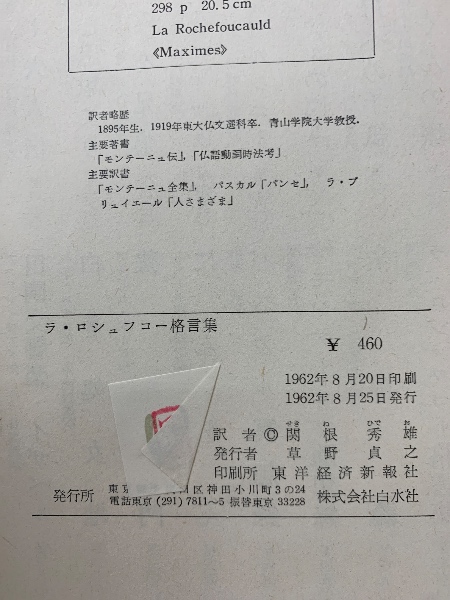 298 p 20.5cm
La Rochefoucauld
《Maximes》
訳者略歴
1895年生. 1919年東大仏文選科卒. 青山学院大学教授.
主要著書
「モンテーニュ伝」,「仏語動詞時法考」
主要訳書
「モンテーニュ全集」, パスカル「パンセ」, ラ・ブ
リュイエール「人さまざま」
ラ・ロシュフコー格言集
¥ 460
1962年8月20日印刷
1962年8月25日発行
せき ね ひで お
訳者 © 関根秀雄
発行者 草野貞之
印刷所 東洋経済新報社
発行所 東 区神田小川町3の24 株式会社白水社
電話東京 (291) 7811～5 振替東京 33228